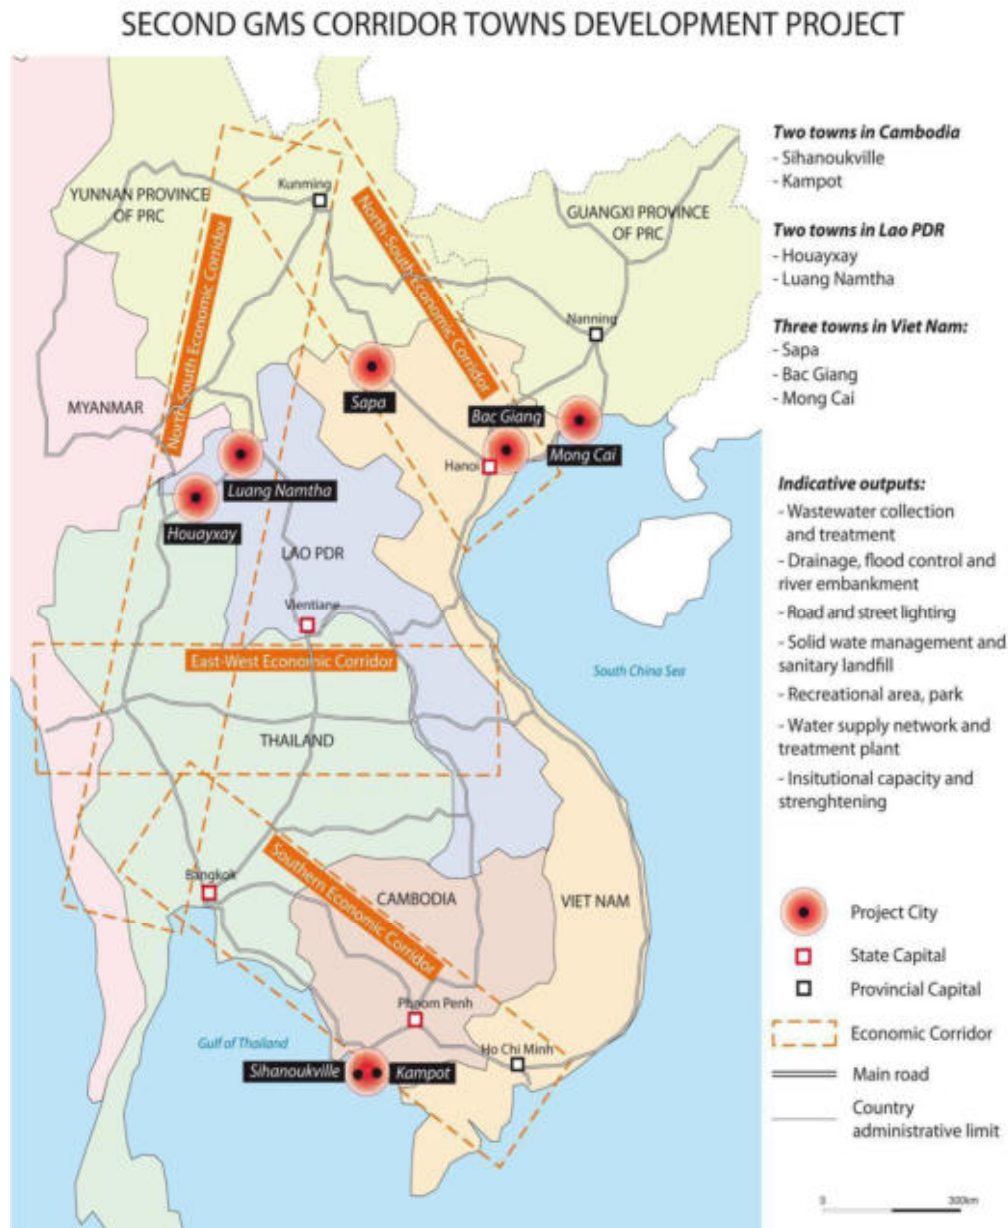 SECOND GMS CORRIDOR TOWNS DEVELOPMENT PROJECT
Two towns in Cambodia
- Sihanoukville
- Kampot
Two towns in Lao PDR
- Houayxay
- Luang Namtha
Three towns in Viet Nam:
- Sapa
- Bac Giang
- Mong Cai
Indicative outputs:
- Wastewater collection
and treatment
- Drainage, flood control and
river embankment
- Road and street lighting
- Solid wate management and
sanitary landfill
- Recreational area, park
- Water supply network and
treatment plant
- Insitutional capacity and
strenghtening
Project City
State Capital
Provincial Capital
Economic Corridor
Main road
Country
administrative limit
0 300km
YUNNAN PROVINCE
OF PRC
Kunming
GUANGXI PROVINCE
OF PRC
North-South Economic Corridor
North-South Economic Corridor
Nanning
MYANMAR
Sapa
Bac Giang
Mong Cai
Hanoi
Luang Namtha
Houayxay
LAO PDR
Vientiane
East-West Economic Corridor
South China Sea
THAILAND
Southern Economic Corridor
Bangkok
CAMBODIA
VIET NAM
Phnom Penh
Gulf of Thailand
Ho Chi Minh
Sihanoukville
Kampot